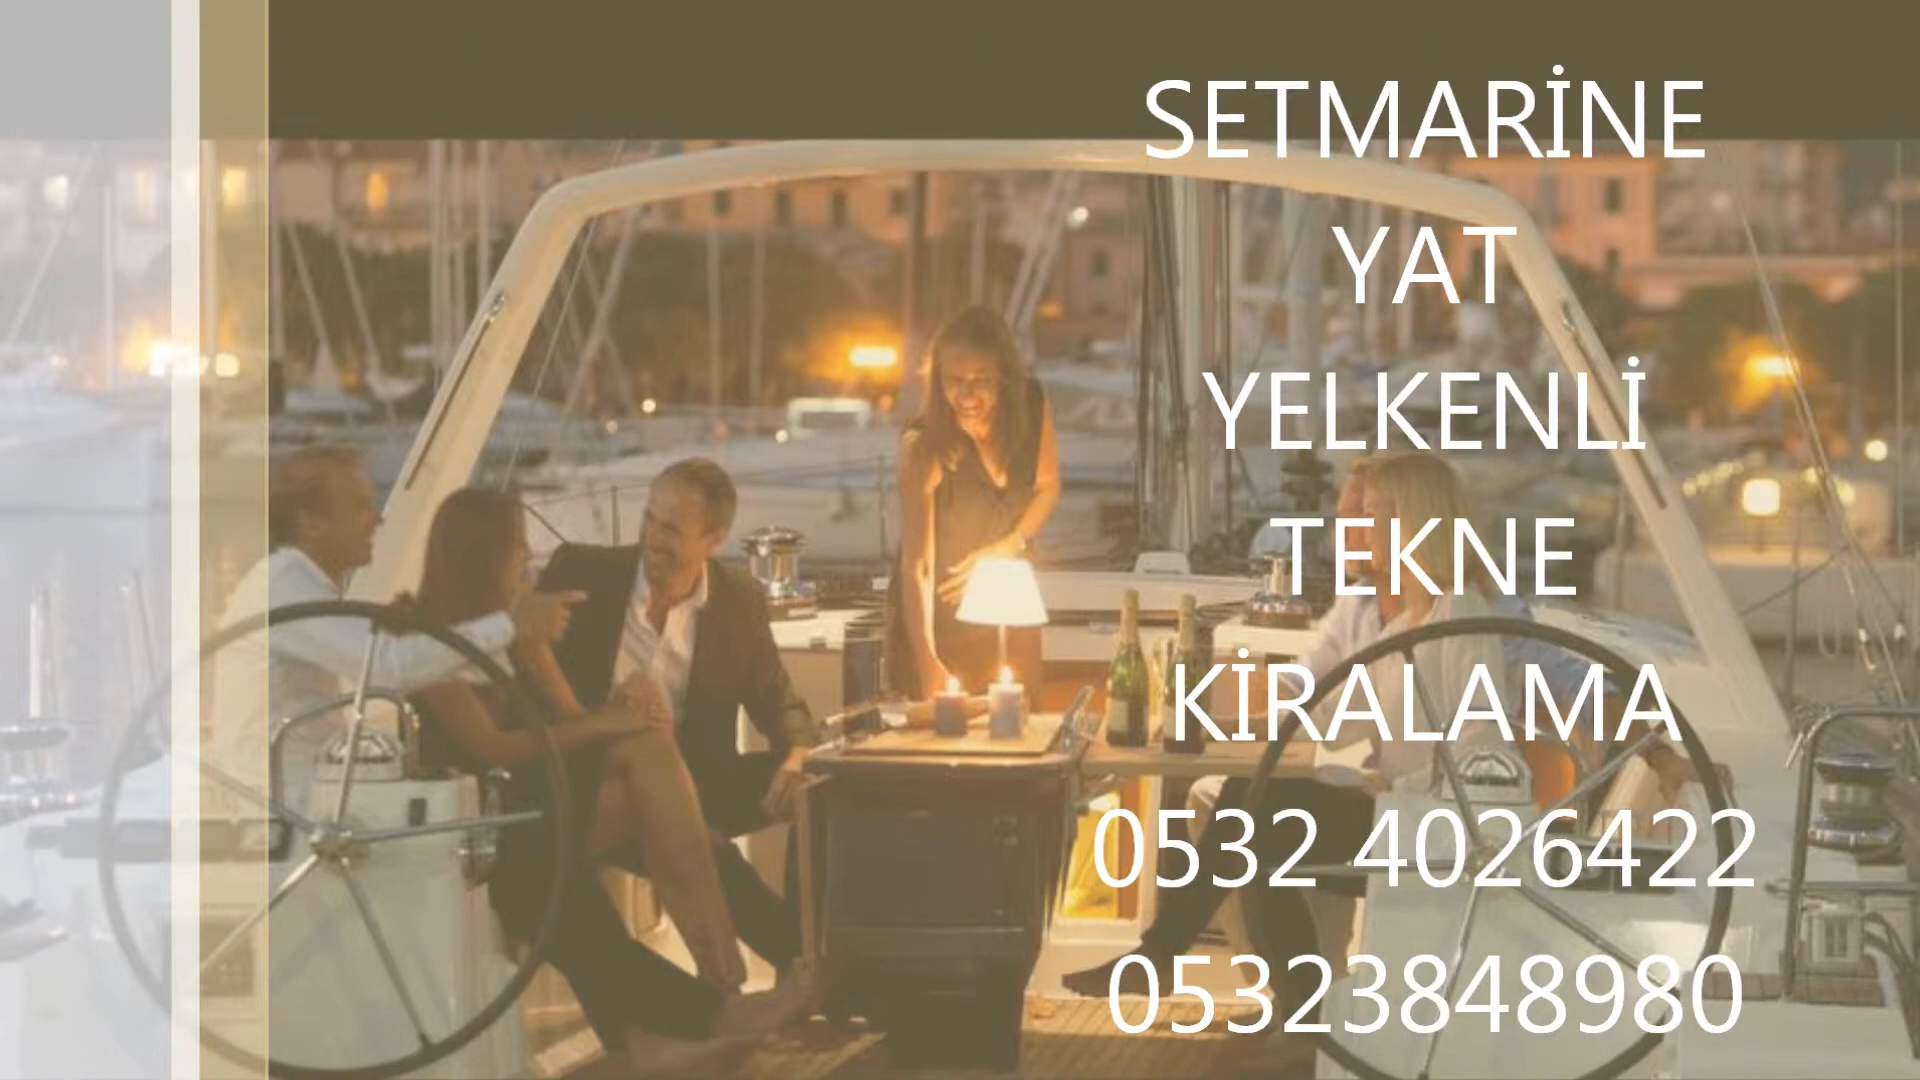 SETMARİNE
YAT
YELKENLİ
TEKNE
KİRALAMA
0532 4026422
05323848980